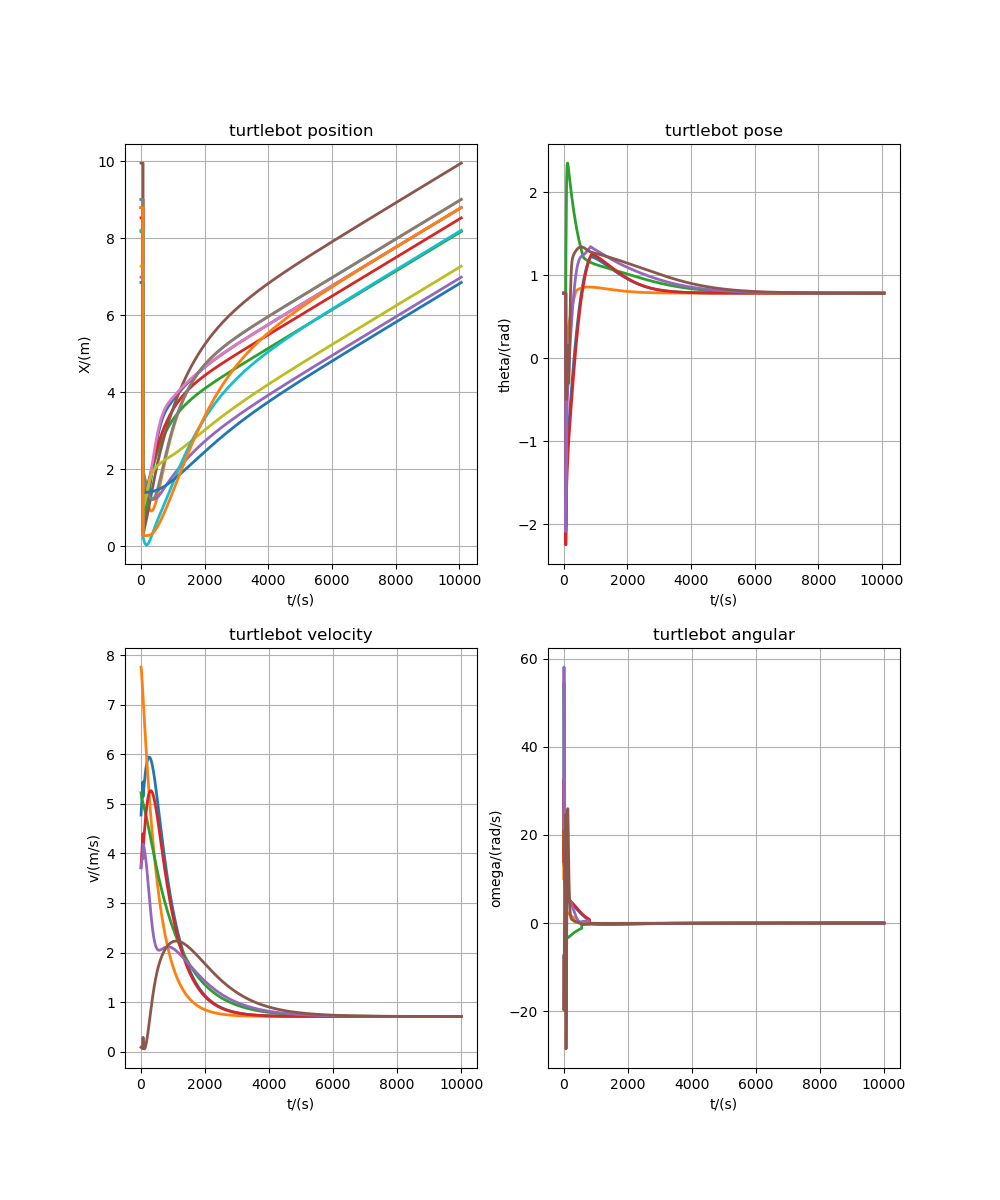 turtlebot position
X/(m)
10
8
6
4
2
0
0 2000 4000 6000 8000 10000
t/(s)
turtlebot pose
theta/(rad)
2
1
0
−1
−2
0 2000 4000 6000 8000 10000
t/(s)
turtlebot velocity
v/(m/s)
8
7
6
5
4
3
2
1
0
0 2000 4000 6000 8000 10000
t/(s)
turtlebot angular
omega/(rad/s)
60
40
20
0
−20
0 2000 4000 6000 8000 10000
t/(s)